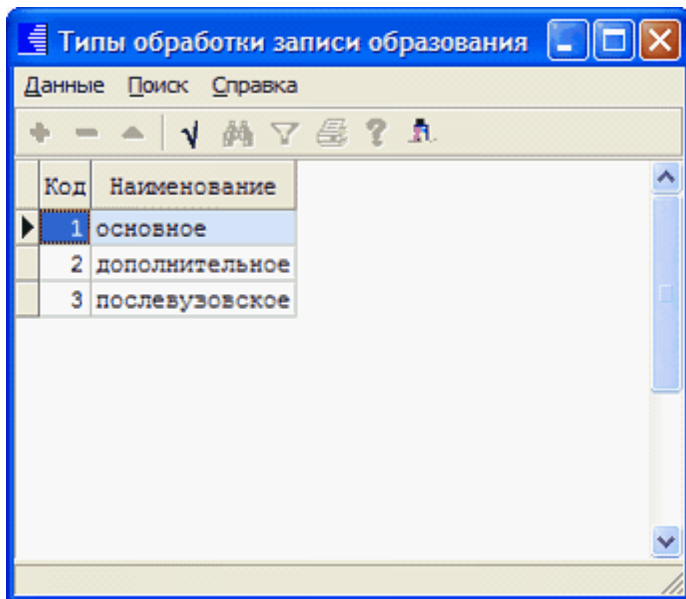 Типы обработки записи образования
Данные Поиск Справка
Код Наименование
1 основное
2 дополнительное
3 послевузовское